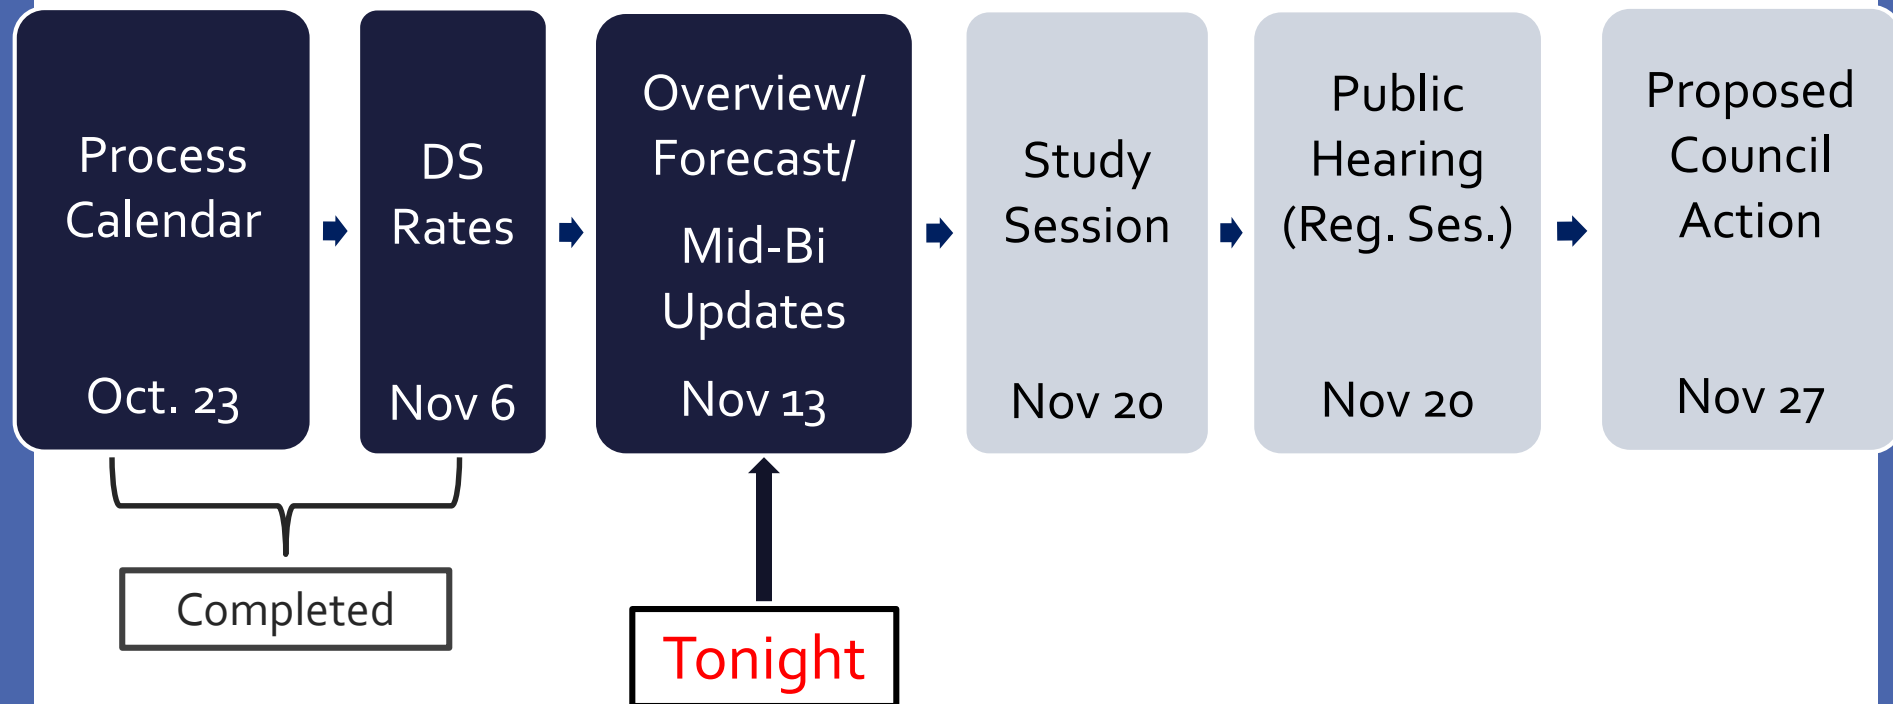 Process
Calendar
Oct. 23
DS
Rates
Nov 6
Overview/
Forecast/
Mid-Bi
Updates
Nov 13
Study
Session
Nov 20
Public
Hearing
(Reg. Ses.)
Nov 20
Proposed
Council
Action
Nov 27
Completed
Tonight